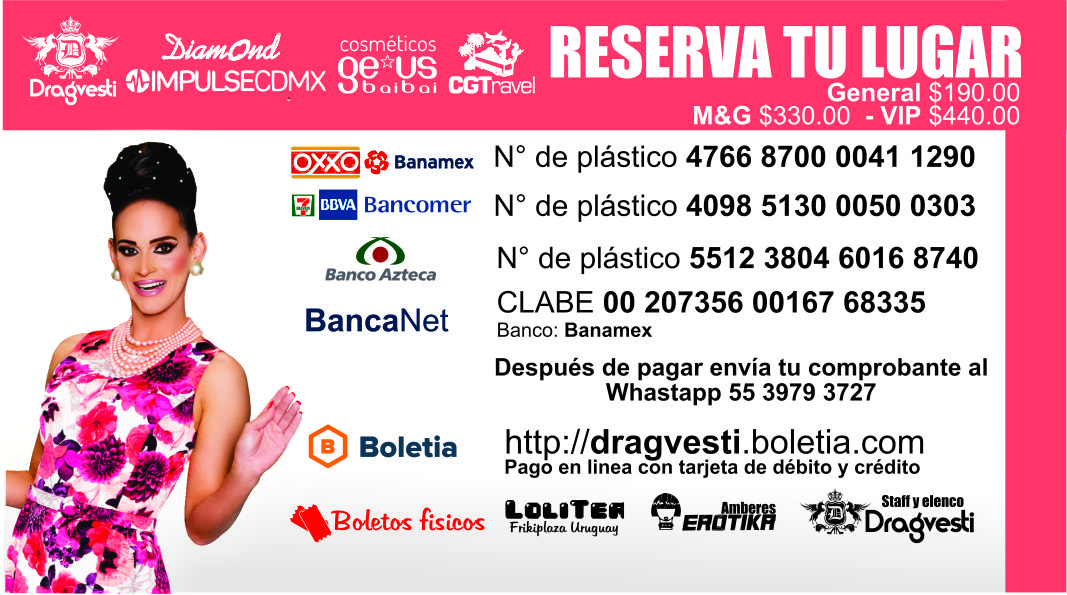 Dragvesti
DiamOnd
IMPULSECDMX
cosméticos
ge☆us
baibai
CGTravel
RESERVA TU LUGAR
General $190.00
M&G $330.00 - VIP $440.00
OXXO Banamex N° de plástico 4766 8700 0041 1290
BBVA Bancomer N° de plástico 4098 5130 0050 0303
Banco Azteca N° de plástico 5512 3804 6016 8740
BancaNet CLABE 00 207356 00167 68335
Banco: Banamex
Después de pagar envía tu comprobante al
Whastapp 55 3979 3727
B Boletia http://dragvesti.boletia.com
Pago en linea con tarjeta de débito y crédito
Boletos fisicos
LOLITEA
Frikiplaza Uruguay
Amberes
EROTIKA
Staff y elenco
Dragvesti